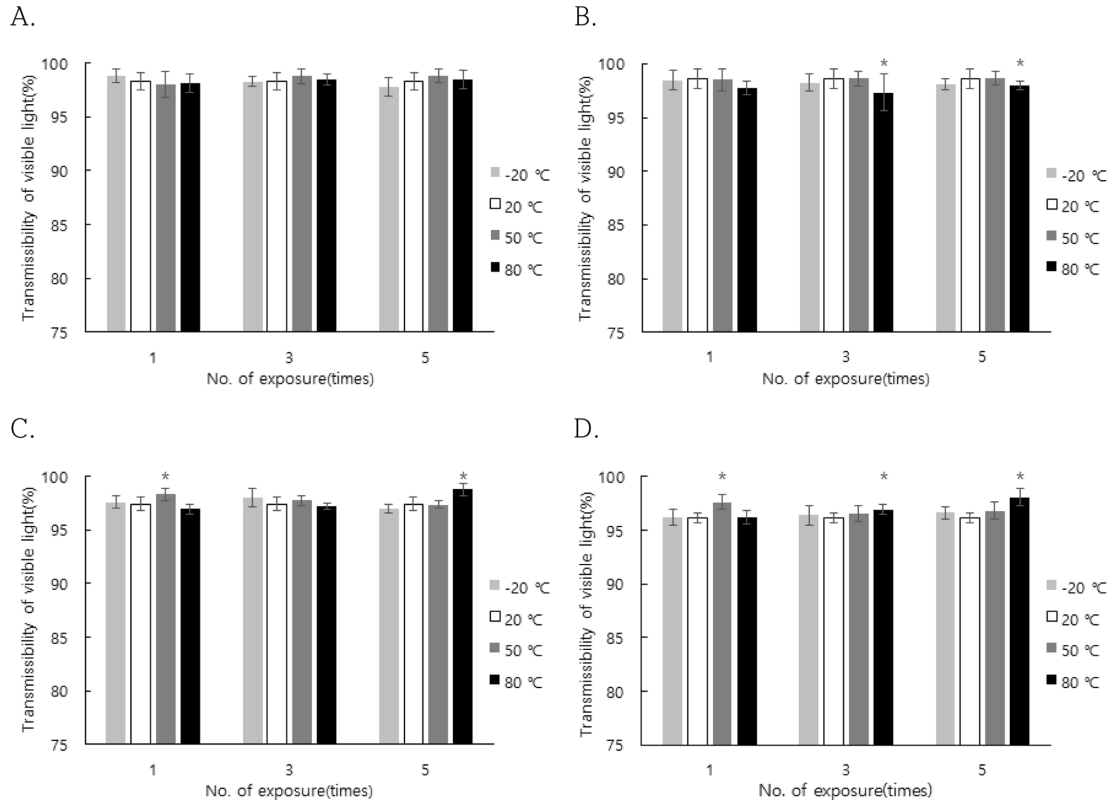 A.
Transmissibility of visible light(%)
100
95
90
85
80
75
1 3 5
No. of exposure(times)
-20 ℃
20 ℃
50 ℃
80 ℃
B.
Transmissibility of visible light(%)
100
95
90
85
80
75
* *
1 3 5
No. of exposure(times)
-20 ℃
20 ℃
50 ℃
80 ℃
C.
Transmissibility of visible light(%)
100
95
90
85
80
75
* *
1 3 5
No. of exposure(times)
-20 ℃
20 ℃
50 ℃
80 ℃
D.
Transmissibility of visible light(%)
100
95
90
85
80
75
* * *
1 3 5
No. of exposure(times)
-20 ℃
20 ℃
50 ℃
80 ℃